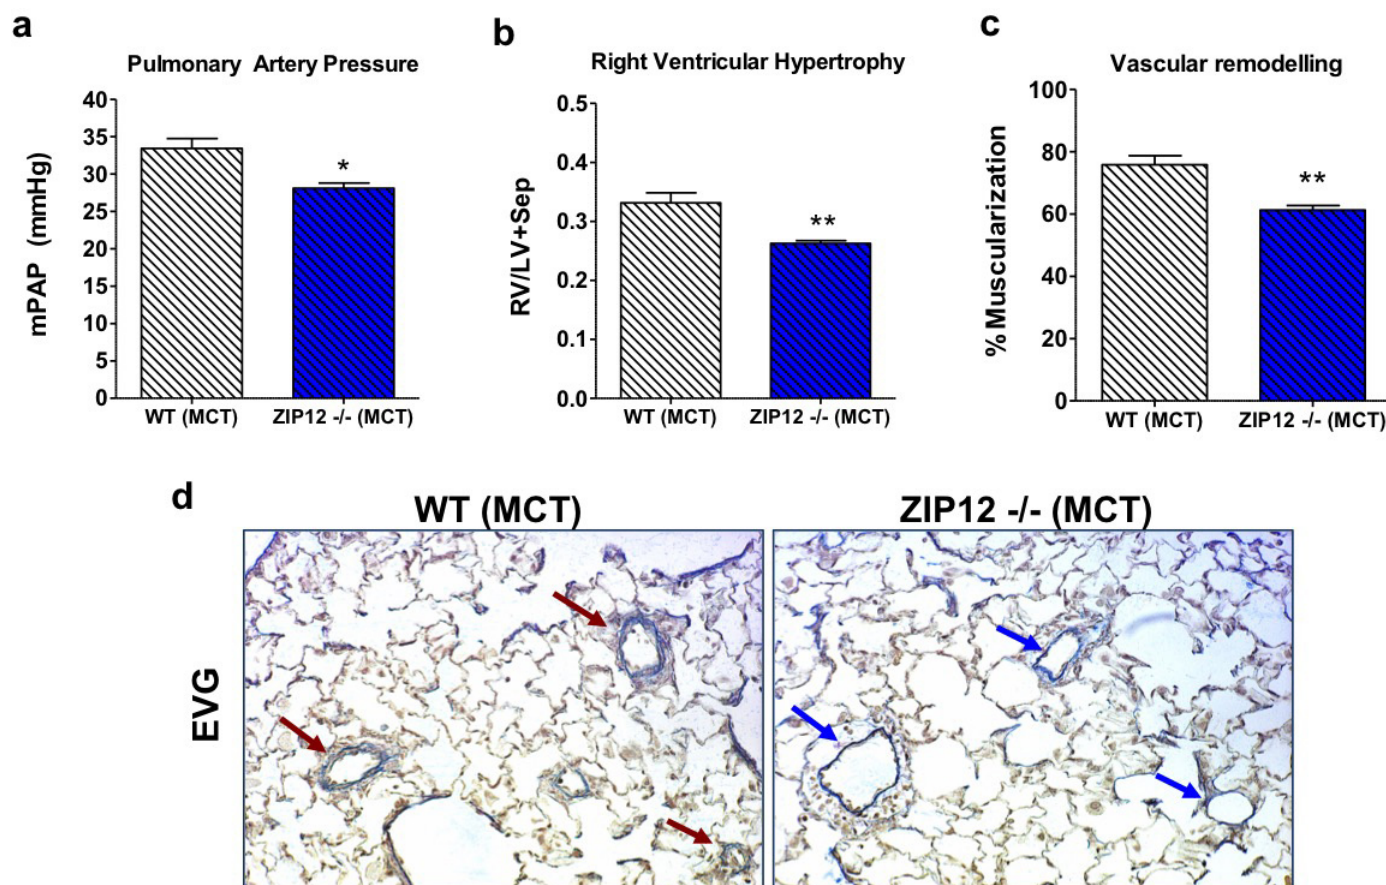 a
Pulmonary Artery Pressure
mPAP (mmHg)
40
35
30
25
20
15
10
5
0
*
WT (MCT)
ZIP12 -/- (MCT)
b
Right Ventricular Hypertrophy
RV/LV+Sep
0.5
0.4
0.3
0.2
0.1
0.0
**
WT (MCT)
ZIP12 -/- (MCT)
c
Vascular remodelling
% Muscularization
100
80
60
40
20
0
**
WT (MCT)
ZIP12 -/- (MCT)
d
WT (MCT)
ZIP12 -/- (MCT)
EVG